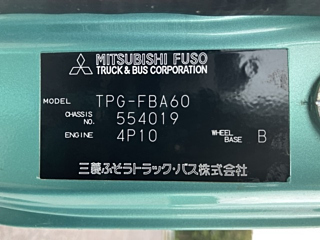 MITSUBISHI FUSO
TRUCK & BUS CORPORATION
MODEL TPG-FBA60
CHASSIS NO. 554019
ENGINE 4P10 WHEEL BASE B
三菱ふそうトラック・バス株式会社